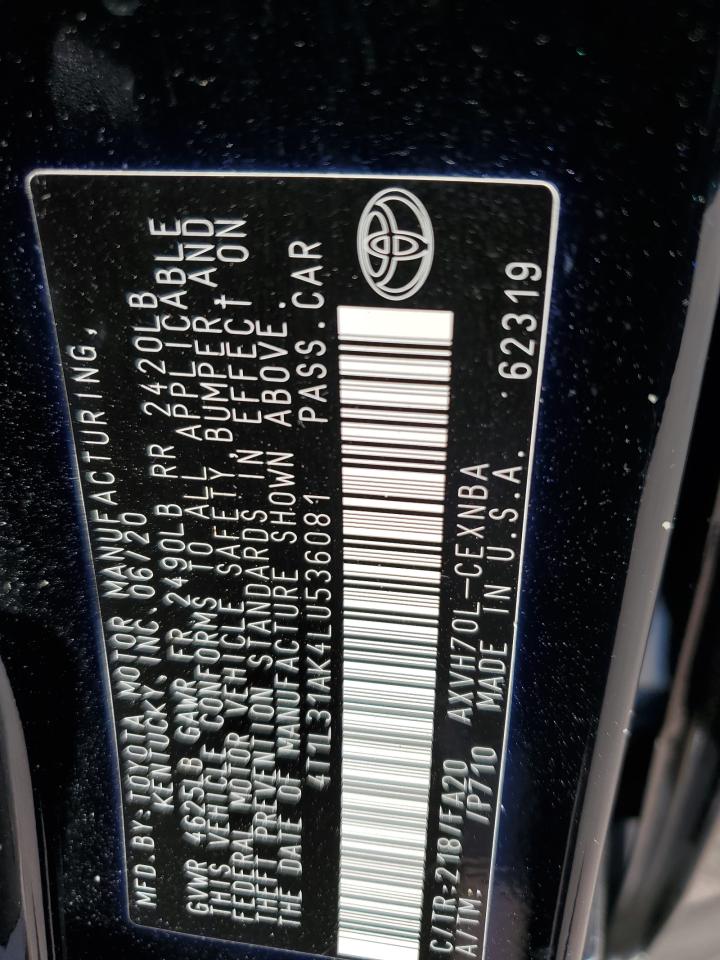 MFD.BY:TOYOTA MOTOR MANUFACTURING,
KENTUCKY, INC 06/20
GVWR 4625LB GAWR FR 2490LB RR 2420LB
THIS VEHICLE CONFORMS TO ALL APPLICABLE
FEDERAL MOTOR VEHICLE SAFETY, BUMPER, AND
THEFT PREVENTION STANDARDS IN EFFECT ON
THE DATE OF MANUFACTURE SHOWN ABOVE.
4T1L31AK4LU536081 PASS.CAR
C/TR:218/FA20 AXVH70L-CEXNBA
A/TM: /P710 MADE IN U.S.A. 62319